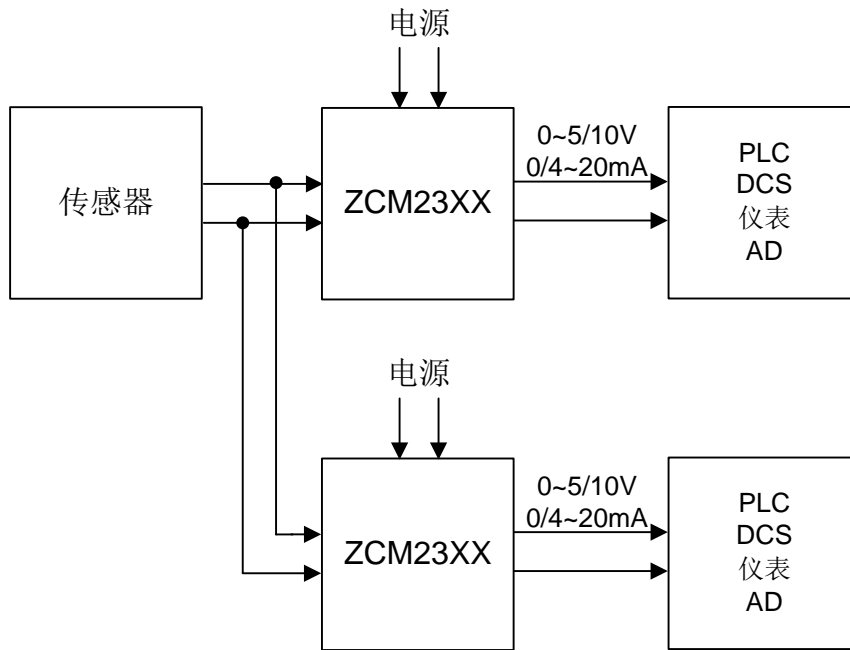 电源
传感器
ZCM23XX
0~5/10V
0/4~20mA
PLC
DCS
仪表
AD
电源
ZCM23XX
0~5/10V
0/4~20mA
PLC
DCS
仪表
AD